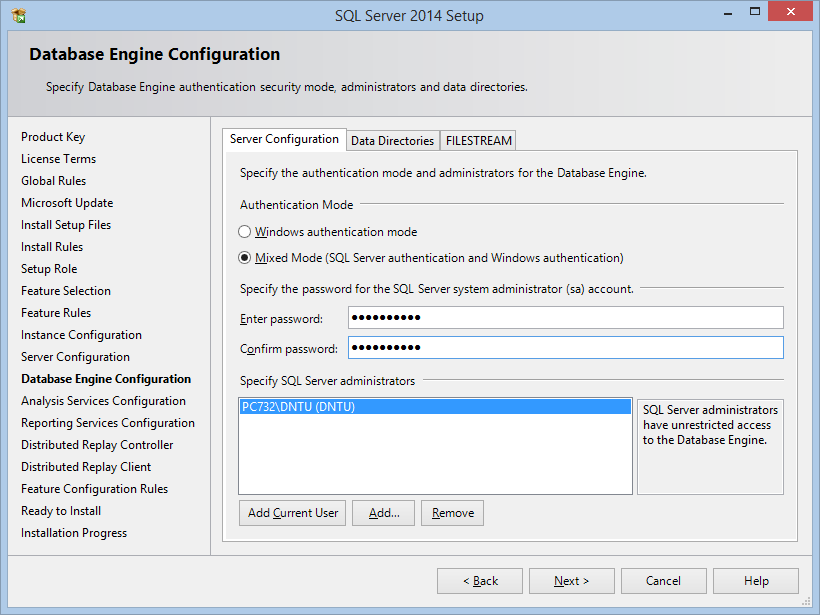 SQL Server 2014 Setup
Database Engine Configuration
Specify Database Engine authentication security mode, administrators and data directories.
Product Key
License Terms
Global Rules
Microsoft Update
Install Setup Files
Install Rules
Setup Role
Feature Selection
Feature Rules
Instance Configuration
Server Configuration
Database Engine Configuration
Analysis Services Configuration
Reporting Services Configuration
Distributed Replay Controller
Distributed Replay Client
Feature Configuration Rules
Ready to Install
Installation Progress
Server Configuration
Data Directories
FILESTREAM
Specify the authentication mode and administrators for the Database Engine.
Authentication Mode
Windows authentication mode
Mixed Mode (SQL Server authentication and Windows authentication)
Specify the password for the SQL Server system administrator (sa) account.
Enter password: ●●●●●●●●●●
Confirm password: ●●●●●●●●●●
Specify SQL Server administrators
PC732\DNTU (DNTU)
SQL Server administrators
have unrestricted access
to the Database Engine.
Add Current User
Add...
Remove
< Back
Next >
Cancel
Help